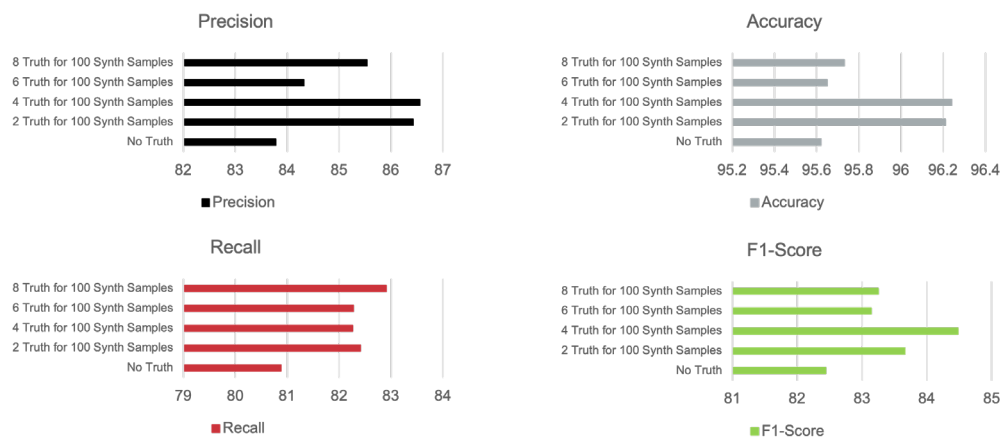 Precision
8 Truth for 100 Synth Samples
6 Truth for 100 Synth Samples
4 Truth for 100 Synth Samples
2 Truth for 100 Synth Samples
No Truth
82 83 84 85 86 87
Precision
Accuracy
8 Truth for 100 Synth Samples
6 Truth for 100 Synth Samples
4 Truth for 100 Synth Samples
2 Truth for 100 Synth Samples
No Truth
95.2 95.4 95.6 95.8 96 96.2 96.4
Accuracy
Recall
8 Truth for 100 Synth Samples
6 Truth for 100 Synth Samples
4 Truth for 100 Synth Samples
2 Truth for 100 Synth Samples
No Truth
79 80 81 82 83 84
Recall
F1-Score
8 Truth for 100 Synth Samples
6 Truth for 100 Synth Samples
4 Truth for 100 Synth Samples
2 Truth for 100 Synth Samples
No Truth
81 82 83 84 85
F1-Score